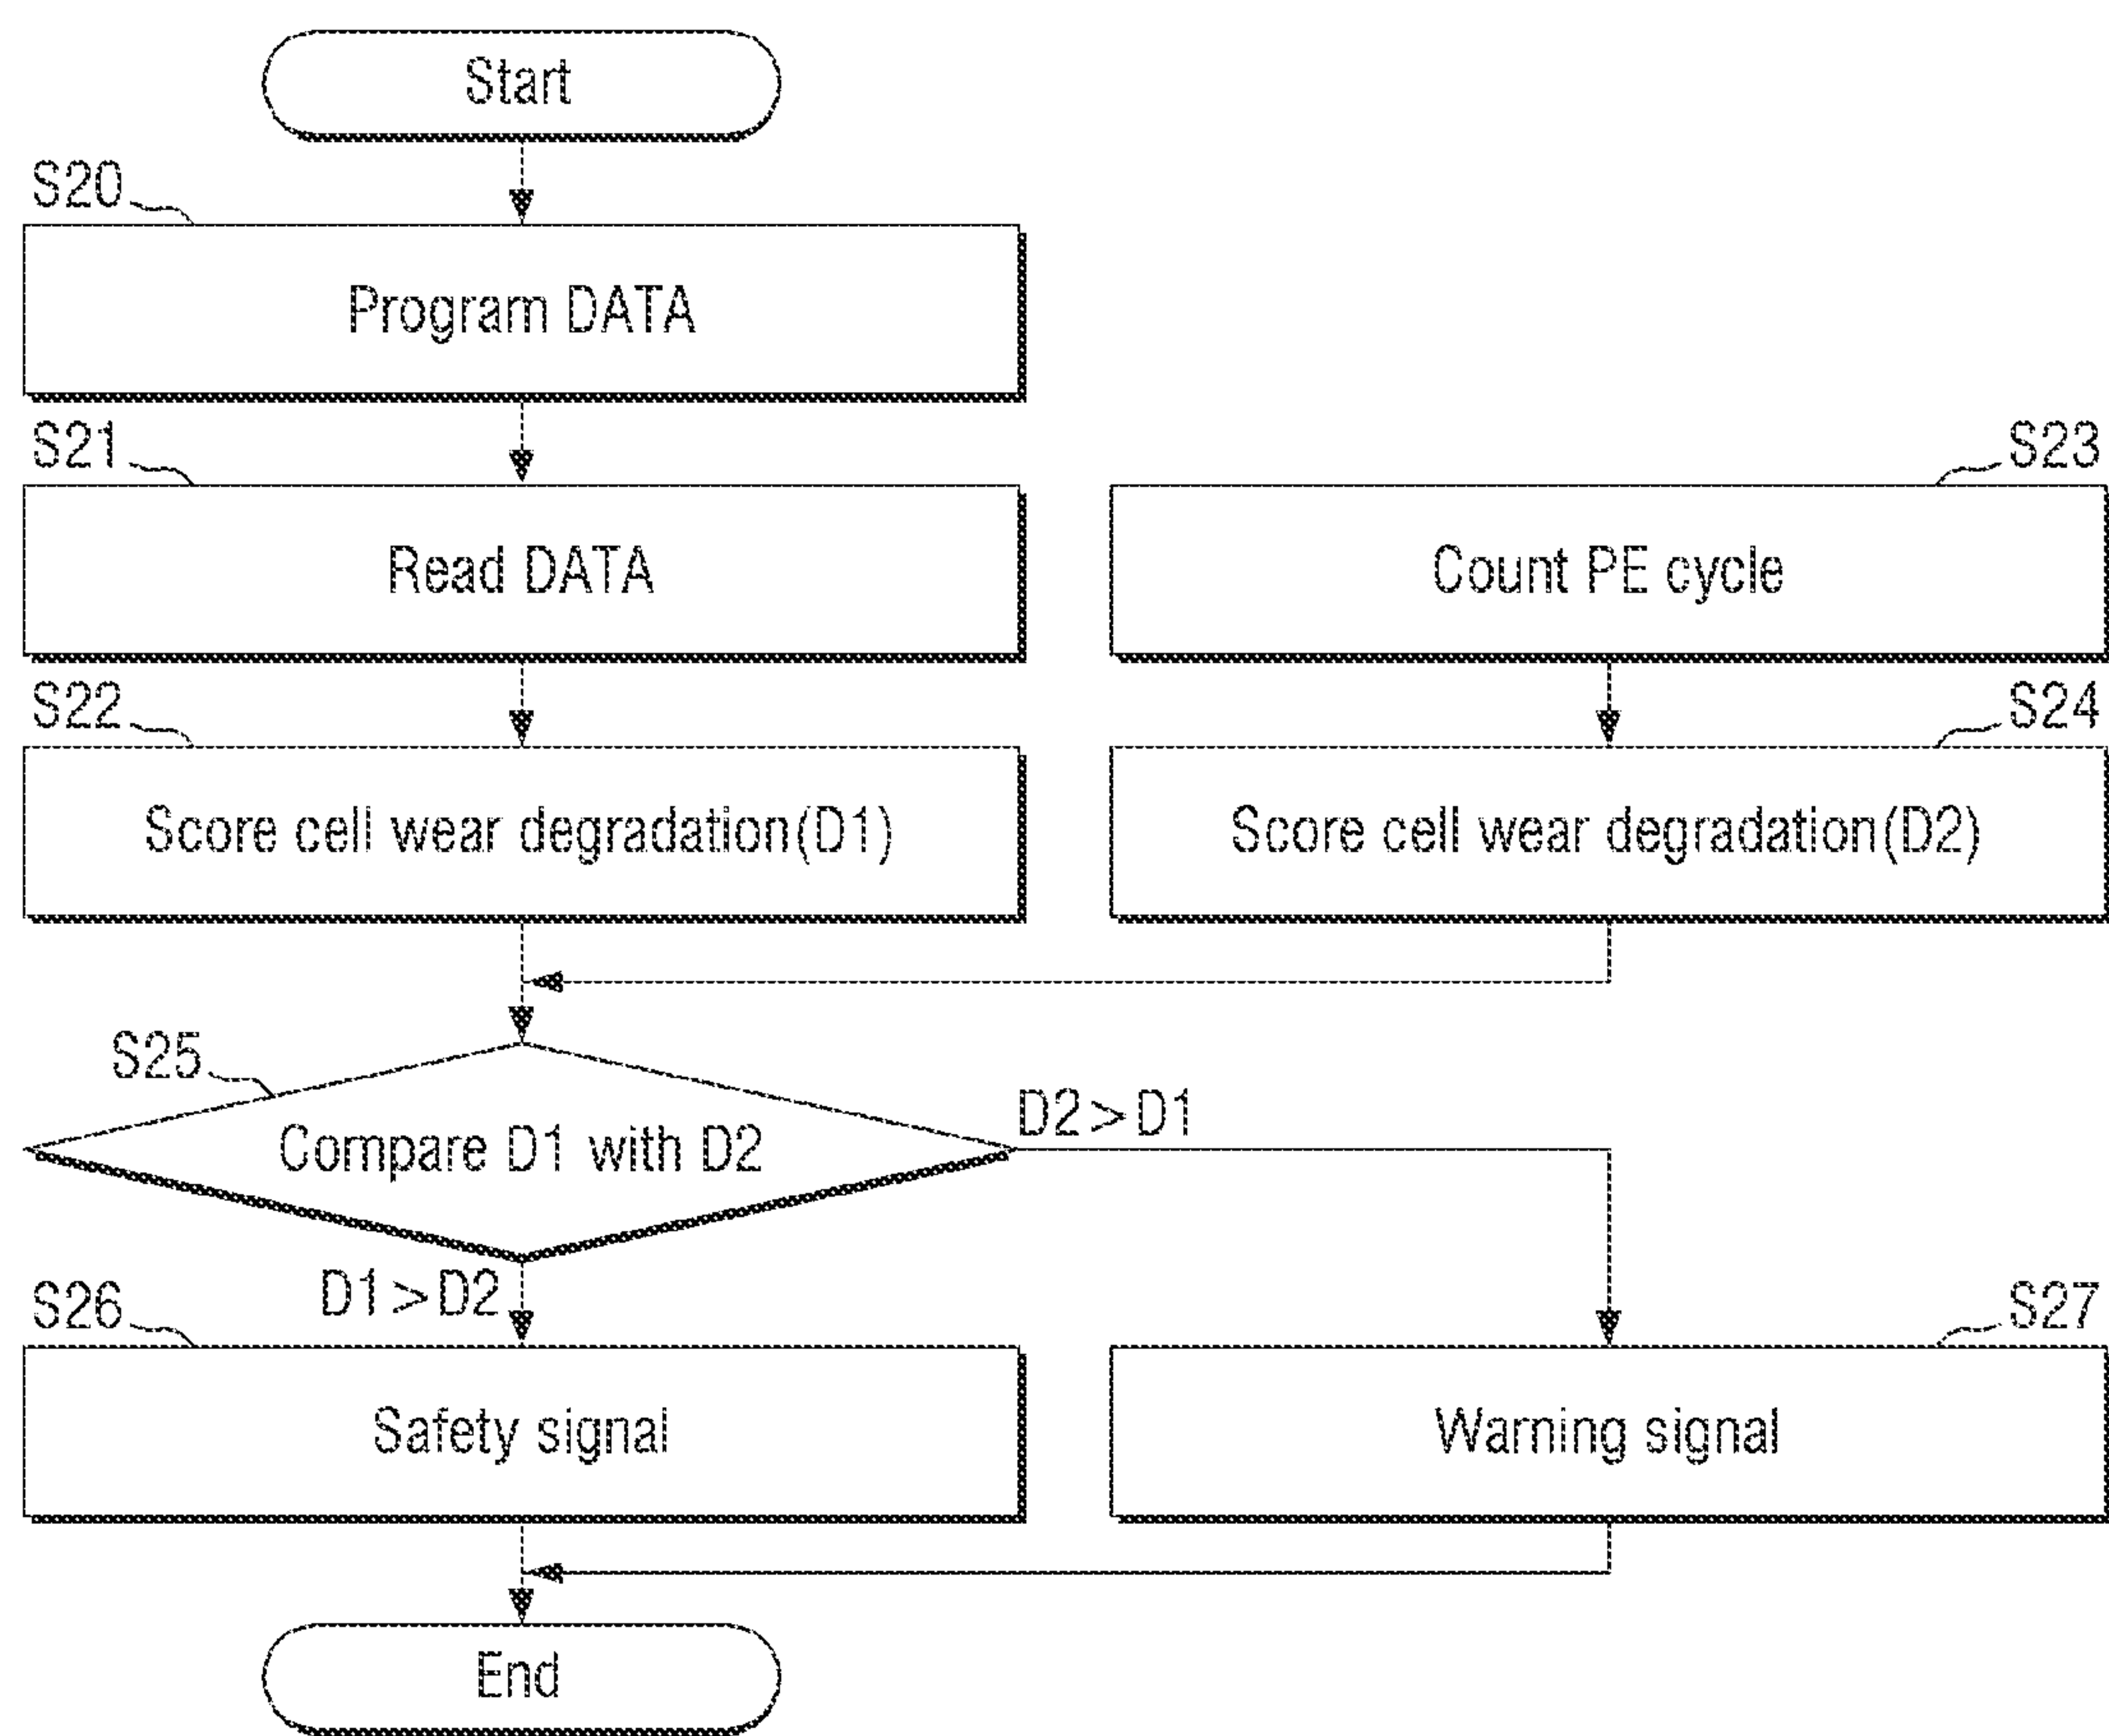 Start
S20
Program DATA
S21
Read DATA
S23
Count PE cycle
S22
Score cell wear degradation(D1)
S24
Score cell wear degradation(D2)
S25
Compare D1 with D2
D2>D1
D1>D2
S26
Safety signal
S27
Warning signal
End